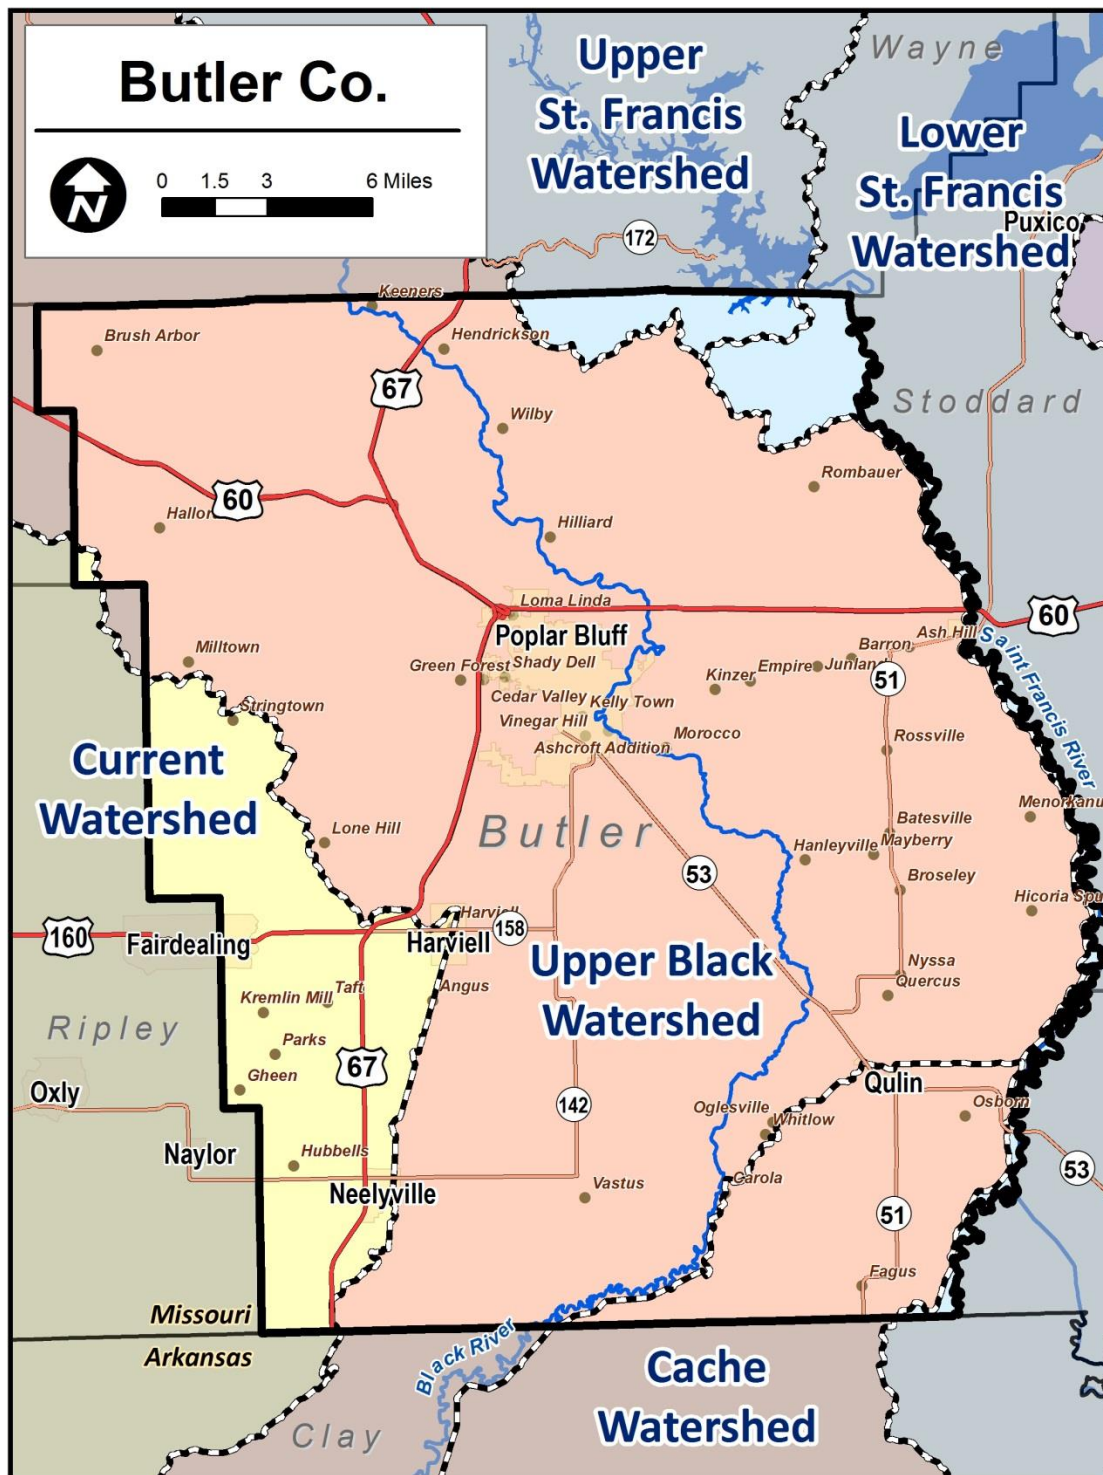 Butler Co.
0 1.5 3 6 Miles
N
Upper
St. Francis
Watershed
Wayne
Lower
St. Francis
Watershed
Puxico
172
Keeners
Brush Arbor
Hendrickson
67
Stoddard
Wilby
Rombauer
60
Hilliard
Loma Linda
60
Poplar Bluff
Ash Hill
Barron
Saint Francis River
Milltown
Green Forest
Shady Dell
Kinzer
Empire
Junland
51
Cedar Valley
Kelly Town
Stringtown
Vinegar Hill
Morocco
Ashcroft Addition
Rossville
Current
Watershed
Lone Hill
Butler
Batesville
Mayberry
Hanleyville
53
Broseley
Harviell
158
160
Fairdealing
Harviell
Upper Black
Watershed
Nyssa
Quercus
Taft
Angus
Kremlin Mill
Ripley
Parks
67
Gheen
Oxly
Qulin
142
Oglesville
Whitlow
Osborn
Naylor
Hubbells
53
Carola
Neelyville
Vastus
51
Fagus
Missouri
Arkansas
Black River
Cache
Watershed
Clay